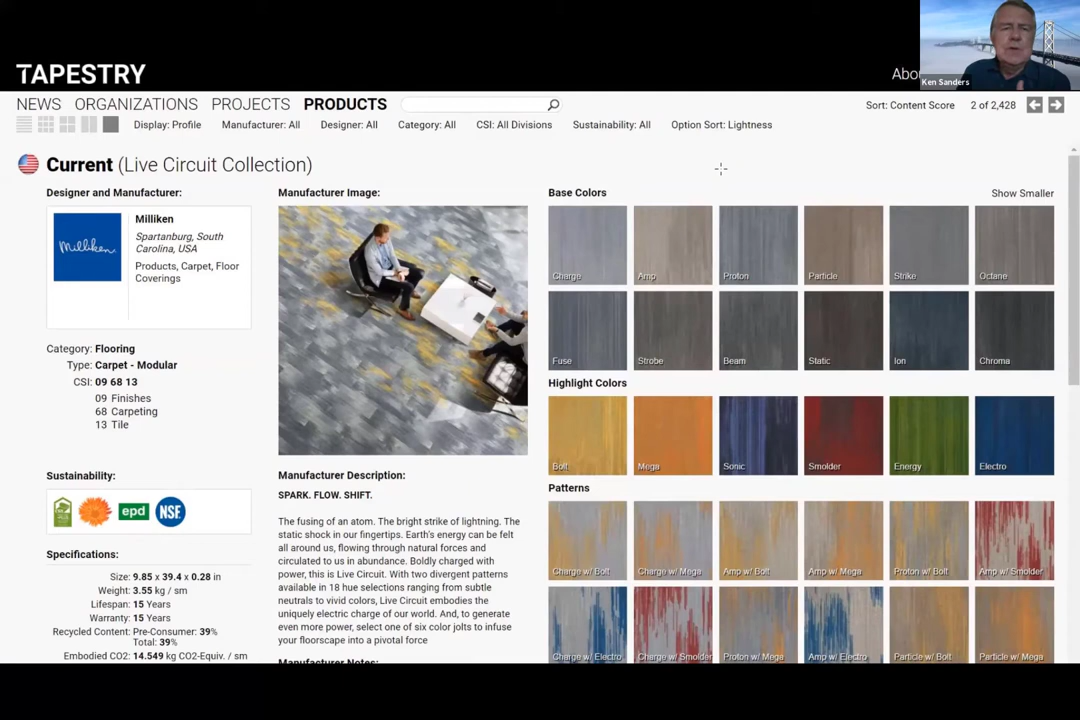 Ken Sanders
TAPESTRY
Abo
NEWS ORGANIZATIONS PROJECTS PRODUCTS
Sort: Content Score 2 of 2,428
Display: Profile Manufacturer: All Designer: All Category: All CSI: All Divisions Sustainability: All Option Sort: Lightness
Current (Live Circuit Collection)
Designer and Manufacturer:
Milliken
Milliken
Spartanburg, South
Carolina, USA
Products, Carpet, Floor
Coverings
Category: Flooring
Type: Carpet - Modular
CSI: 09 68 13
09 Finishes
68 Carpeting
13 Tile
Sustainability:
epd
NSF
Specifications:
Size: 9.85 x 39.4 x 0.28 in
Weight: 3.55 kg / sm
Lifespan: 15 Years
Warranty: 15 Years
Recycled Content: Pre-Consumer: 39%
Total: 39%
Embodied CO2: 14.549 kg CO2-Equiv. / sm
Manufacturer Image:
Manufacturer Description:
SPARK. FLOW. SHIFT.
The fusing of an atom. The bright strike of lightning. The
static shock in our fingertips. Earth's energy can be felt
all around us, flowing through natural forces and
circulated to us in abundance. Boldly charged with
power, this is Live Circuit. With two divergent patterns
available in 18 hue selections ranging from subtle
neutrals to vivid colors, Live Circuit embodies the
uniquely electric charge of our world. And, to generate
even more power, select one of six color jolts to infuse
your floorscape into a pivotal force
Manufacturer Notes:
Base Colors
Show Smaller
Charge Amp Proton Particle Strike Octane
Fuse Strobe Beam Static Ion Chroma
Highlight Colors
Bolt Mega Sonic Smolder Energy Electro
Patterns
Charge w/ Bolt Charge w/ Mega Amp w/ Bolt Amp w/ Mega Proton w/ Bolt Amp w/ Smolder
Charge w/ Electro Charge w/ Smolder Proton w/ Mega Amp w/ Electro Particle w/ Bolt Particle w/ Mega